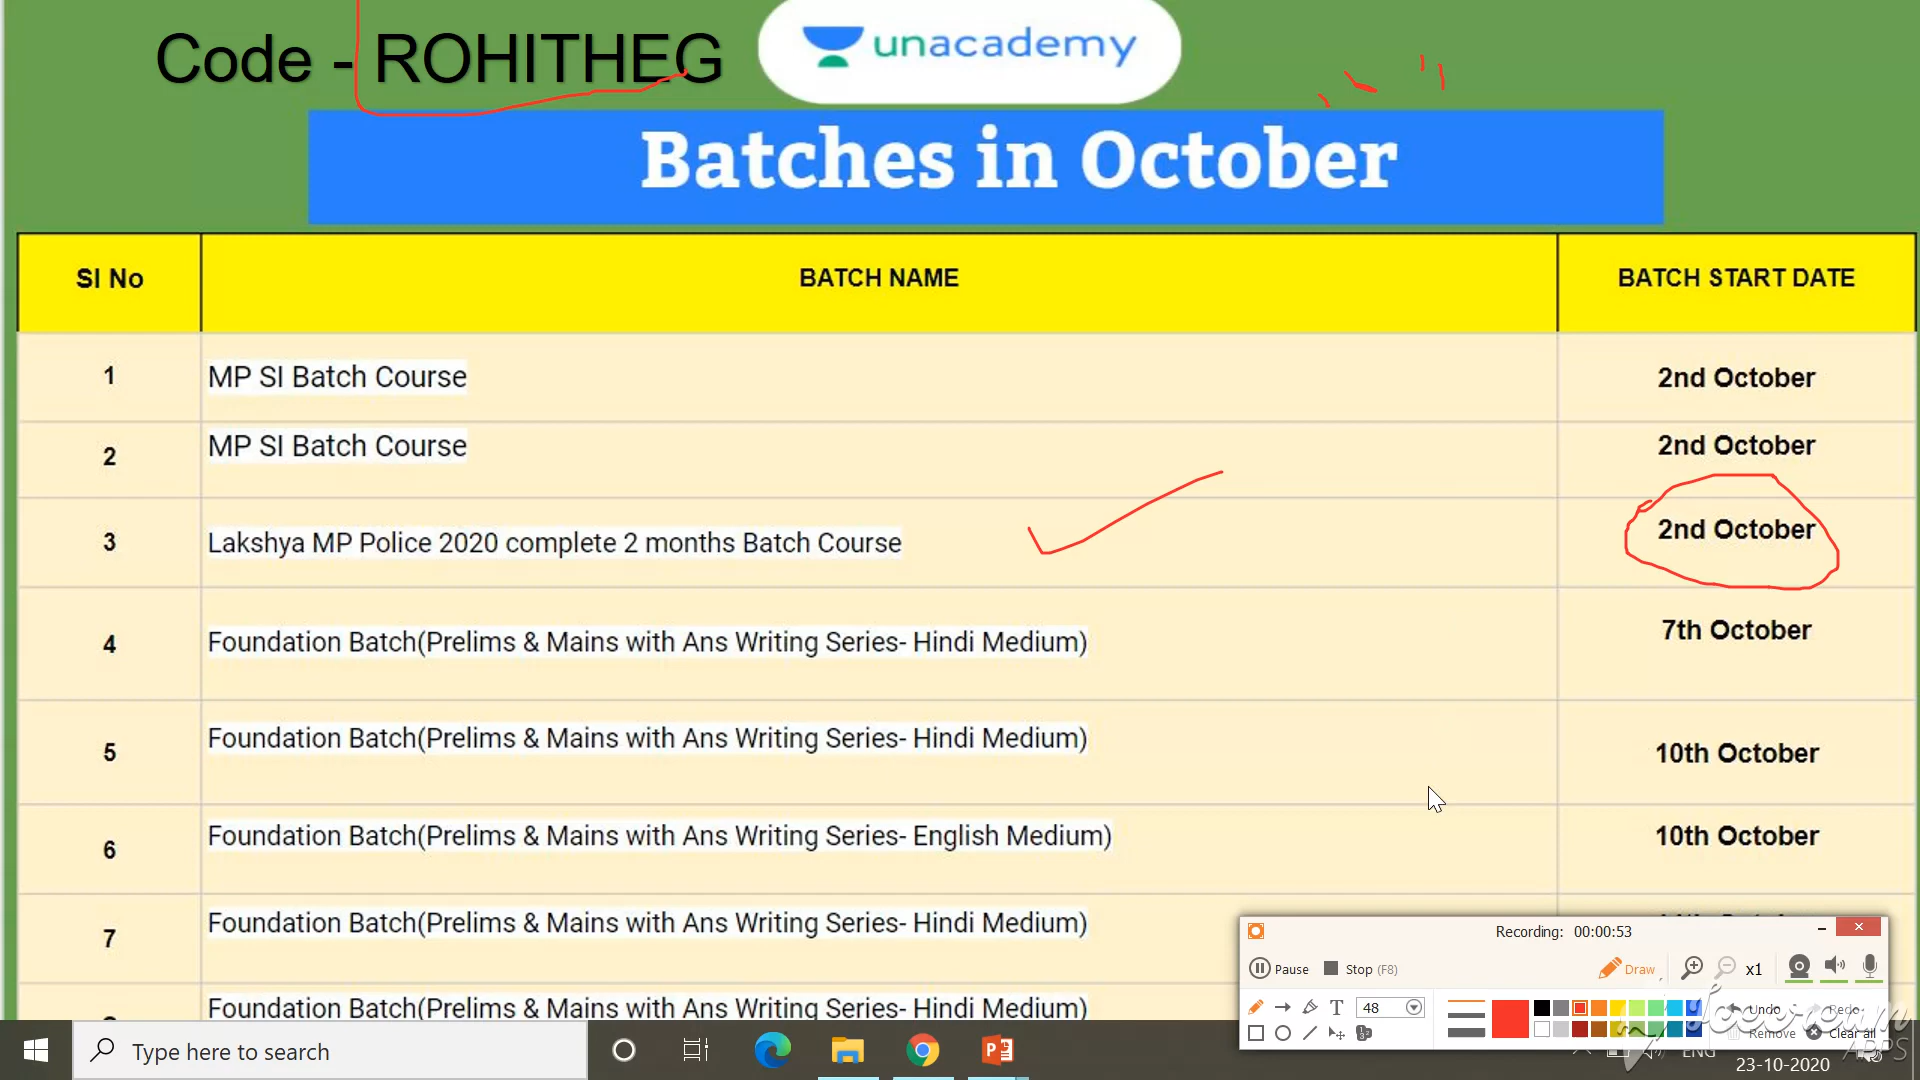 Code - ROHITHEG
unacademy
Batches in October
SI No BATCH NAME BATCH START DATE
1 MP SI Batch Course 2nd October
2 MP SI Batch Course 2nd October
3 Lakshya MP Police 2020 complete 2 months Batch Course 2nd October
4 Foundation Batch(Prelims & Mains with Ans Writing Series- Hindi Medium) 7th October
5 Foundation Batch(Prelims & Mains with Ans Writing Series- Hindi Medium) 10th October
6 Foundation Batch(Prelims & Mains with Ans Writing Series- English Medium) 10th October
7 Foundation Batch(Prelims & Mains with Ans Writing Series- Hindi Medium)
Foundation Batch(Prelims & Mains with Ans Writing Series- Hindi Medium)
Recording: 00:00:53
Pause Stop (F8) Draw x1
T 48 Undo Redo
Remove Clear all
Icecream
APPS
Type here to search
ENG
23-10-2020